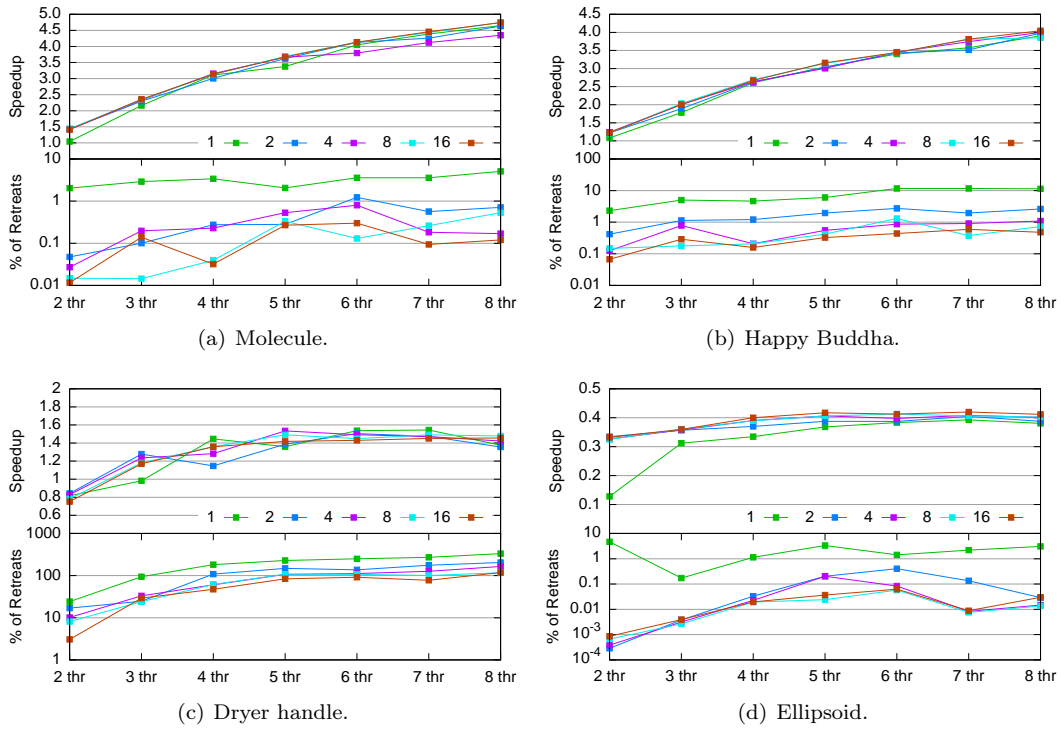 5.0
4.5
4.0
3.5
3.0
2.5
2.0
1.5
1.0
Speedup
1 2 4 8 16
10
1
0.1
0.01
% of Retreats
2 thr 3 thr 4 thr 5 thr 6 thr 7 thr 8 thr
(a) Molecule.
4.5
4.0
3.5
3.0
2.5
2.0
1.5
1.0
Speedup
1 2 4 8 16
100
10
1
0.1
0.01
% of Retreats
2 thr 3 thr 4 thr 5 thr 6 thr 7 thr 8 thr
(b) Happy Buddha.
2
1.8
1.6
1.4
1.2
1
0.8
0.6
Speedup
1 2 4 8 16
1000
100
10
1
% of Retreats
2 thr 3 thr 4 thr 5 thr 6 thr 7 thr 8 thr
(c) Dryer handle.
0.5
0.4
0.3
0.2
0.1
Speedup
1 2 4 8 16
10
1
0.1
0.01
10⁻³
10⁻⁴
% of Retreats
2 thr 3 thr 4 thr 5 thr 6 thr 7 thr 8 thr
(d) Ellipsoid.